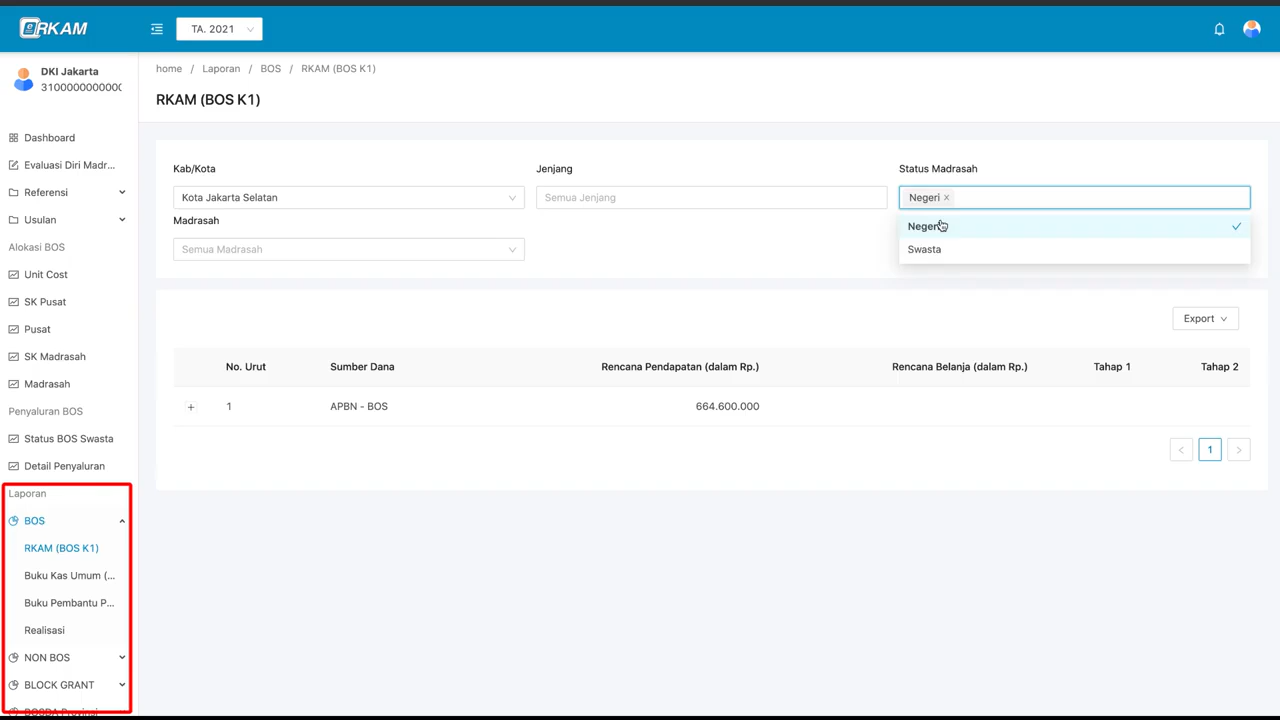 eRKAM
TA. 2021
DKI Jakarta
310000000000
home / Laporan / BOS / RKAM (BOS K1)
RKAM (BOS K1)
Dashboard
Evaluasi Diri Madr...
Referensi
Usulan
Alokasi BOS
Unit Cost
SK Pusat
Pusat
SK Madrasah
Madrasah
Penyaluran BOS
Status BOS Swasta
Detail Penyaluran
Laporan
BOS
RKAM (BOS K1)
Buku Kas Umum (...
Buku Pembantu P...
Realisasi
NON BOS
BLOCK GRANT
BOSDA Provinsi
Kab/Kota
Jenjang
Status Madrasah
Kota Jakarta Selatan
Semua Jenjang
Negeri ×
Madrasah
Negeri
Semua Madrasah
Swasta
Export
No. Urut Sumber Dana Rencana Pendapatan (dalam Rp.) Rencana Belanja (dalam Rp.) Tahap 1 Tahap 2
+ 1 APBN - BOS 664.600.000
< 1 >